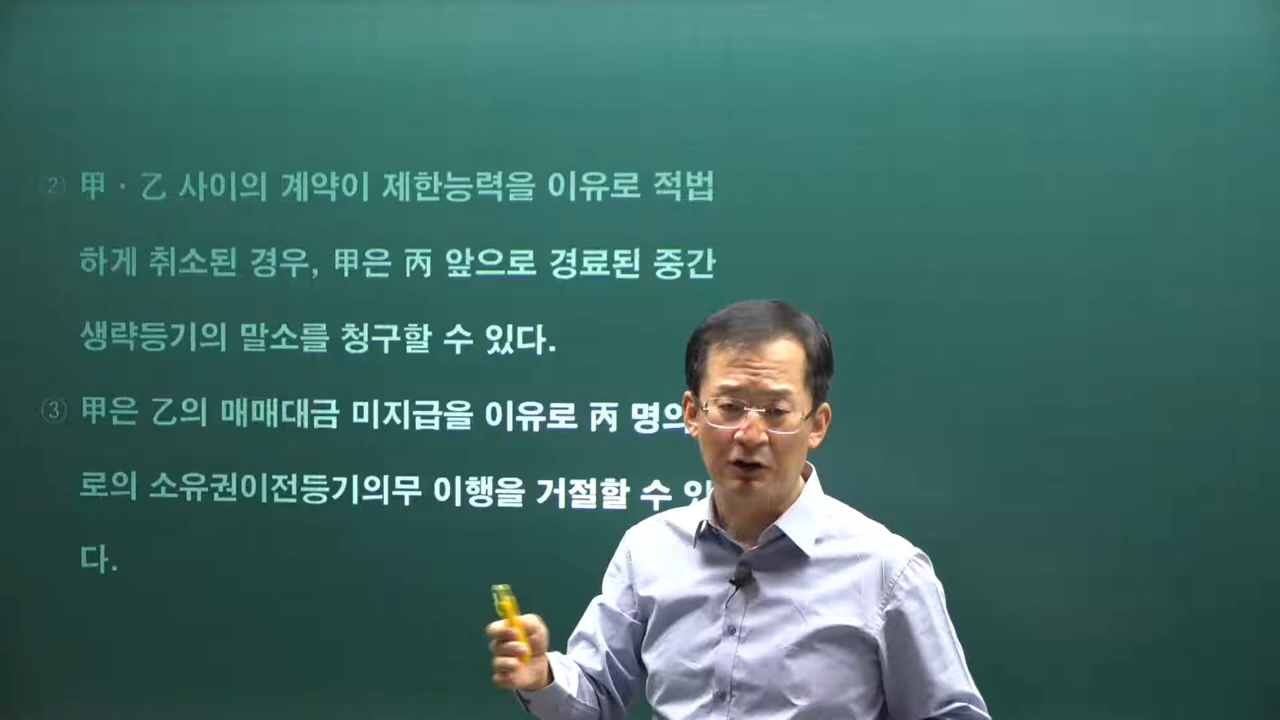 ② 甲·乙 사이의 계약이 제한능력을 이유로 적법
하게 취소된 경우, 甲은 丙 앞으로 경료된 중간
생략등기의 말소를 청구할 수 있다.
③ 甲은 乙의 매매대금 미지급을 이유로 丙 명의
로의 소유권이전등기의무 이행을 거절할 수
다.